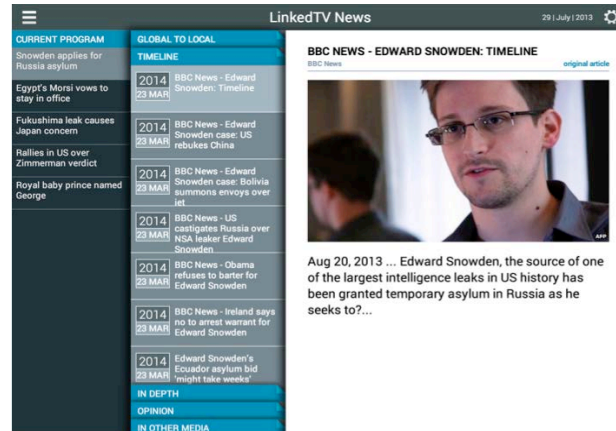 LinkedTV News
29 | July | 2013
CURRENT PROGRAM
Snowden applies for
Russia asylum
Egypt's Morsi vows to
stay in office
Fukushima leak causes
Japan concern
Rallies in US over
Zimmerman verdict
Royal baby prince named
George
GLOBAL TO LOCAL
TIMELINE
2014
23 MAR
BBC News - Edward
Snowden: Timeline
2014
23 MAR
BBC News - Edward
Snowden case: US
rebukes China
2014
23 MAR
BBC News - Edward
Snowden case: Bolivia
summons envoys over
jet
2014
23 MAR
BBC News - US
castigates Russia over
NSA leaker Edward
Snowden
2014
23 MAR
BBC News - Obama
refuses to barter for
Edward Snowden
2014
23 MAR
BBC News - Ireland says
no to arrest warrant for
Edward Snowden
2014
23 MAR
Edward Snowden's
Ecuador asylum bid
'might take weeks'
IN DEPTH
OPINION
IN OTHER MEDIA
BBC NEWS - EDWARD SNOWDEN: TIMELINE
BBC News
original article
AFP
Aug 20, 2013 ... Edward Snowden, the source of one
of the largest intelligence leaks in US history has
been granted temporary asylum in Russia as he
seeks to?...